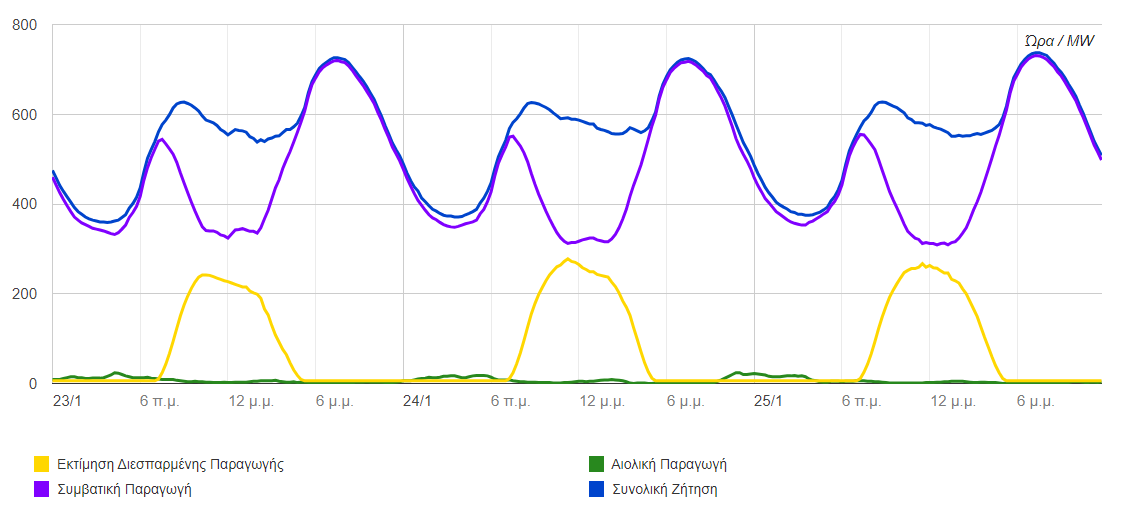 800
Ώρα / MW
600
400
200
0
23/1 6 π.μ. 12 μ.μ. 6 μ.μ. 24/1 6 π.μ. 12 μ.μ. 6 μ.μ. 25/1 6 π.μ. 12 μ.μ. 6 μ.μ.
Εκτίμηση Διεσπαρμένης Παραγωγής Αιολική Παραγωγή
Συμβατική Παραγωγή Συνολική Ζήτηση